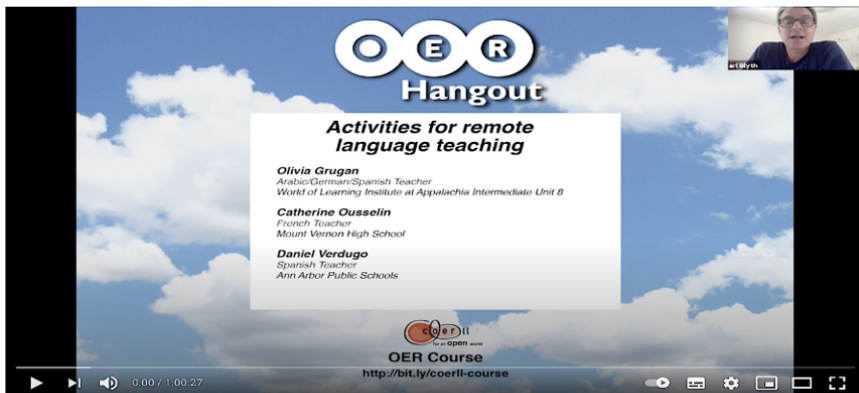 OER
Hangout
Activities for remote
language teaching
Olivia Grugan
Arabic/German/Spanish Teacher
World of Learning Institute at Appalachia Intermediate Unit 8
Catherine Ousselin
French Teacher
Mount Vernon High School
Daniel Verdugo
Spanish Teacher
Ann Arbor Public Schools
coerll
for an open world
OER Course
http://bit.ly/coerll-course
0:00 / 1:00:27